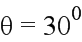 θ = 30⁰